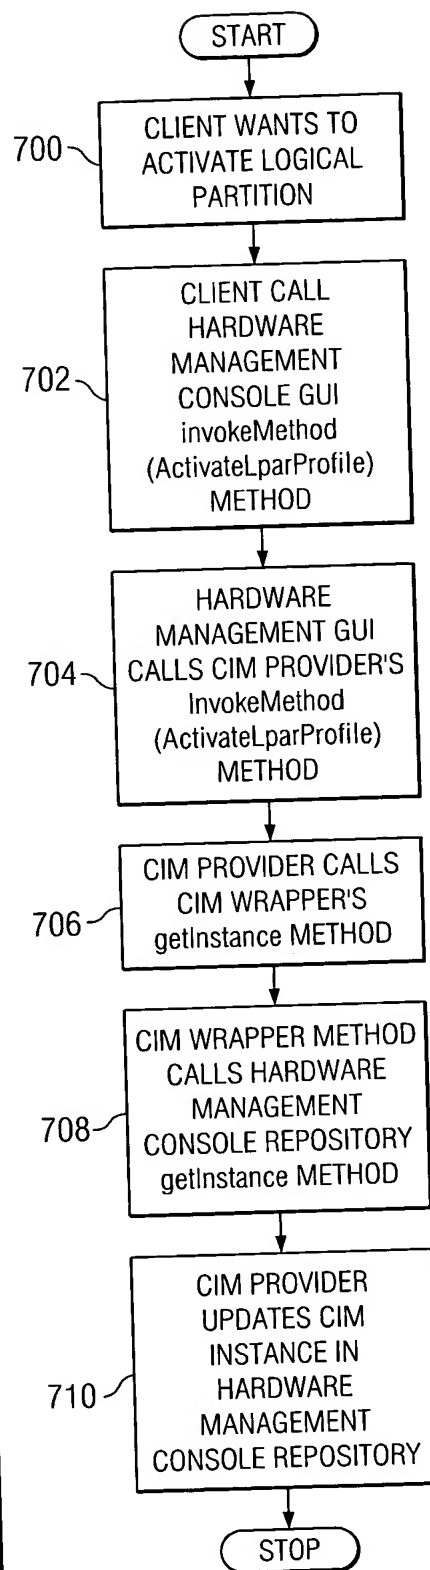 START
700
CLIENT WANTS TO
ACTIVATE LOGICAL
PARTITION
702
CLIENT CALL
HARDWARE
MANAGEMENT
CONSOLE GUI
invokeMethod
(ActivateLparProfile)
METHOD
704
HARDWARE
MANAGEMENT GUI
CALLS CIM PROVIDER'S
InvokeMethod
(ActivateLparProfile)
METHOD
706
CIM PROVIDER CALLS
CIM WRAPPER'S
getInstance METHOD
708
CIM WRAPPER METHOD
CALLS HARDWARE
MANAGEMENT
CONSOLE REPOSITORY
getInstance METHOD
710
CIM PROVIDER
UPDATES CIM
INSTANCE IN
HARDWARE
MANAGEMENT
CONSOLE REPOSITORY
STOP